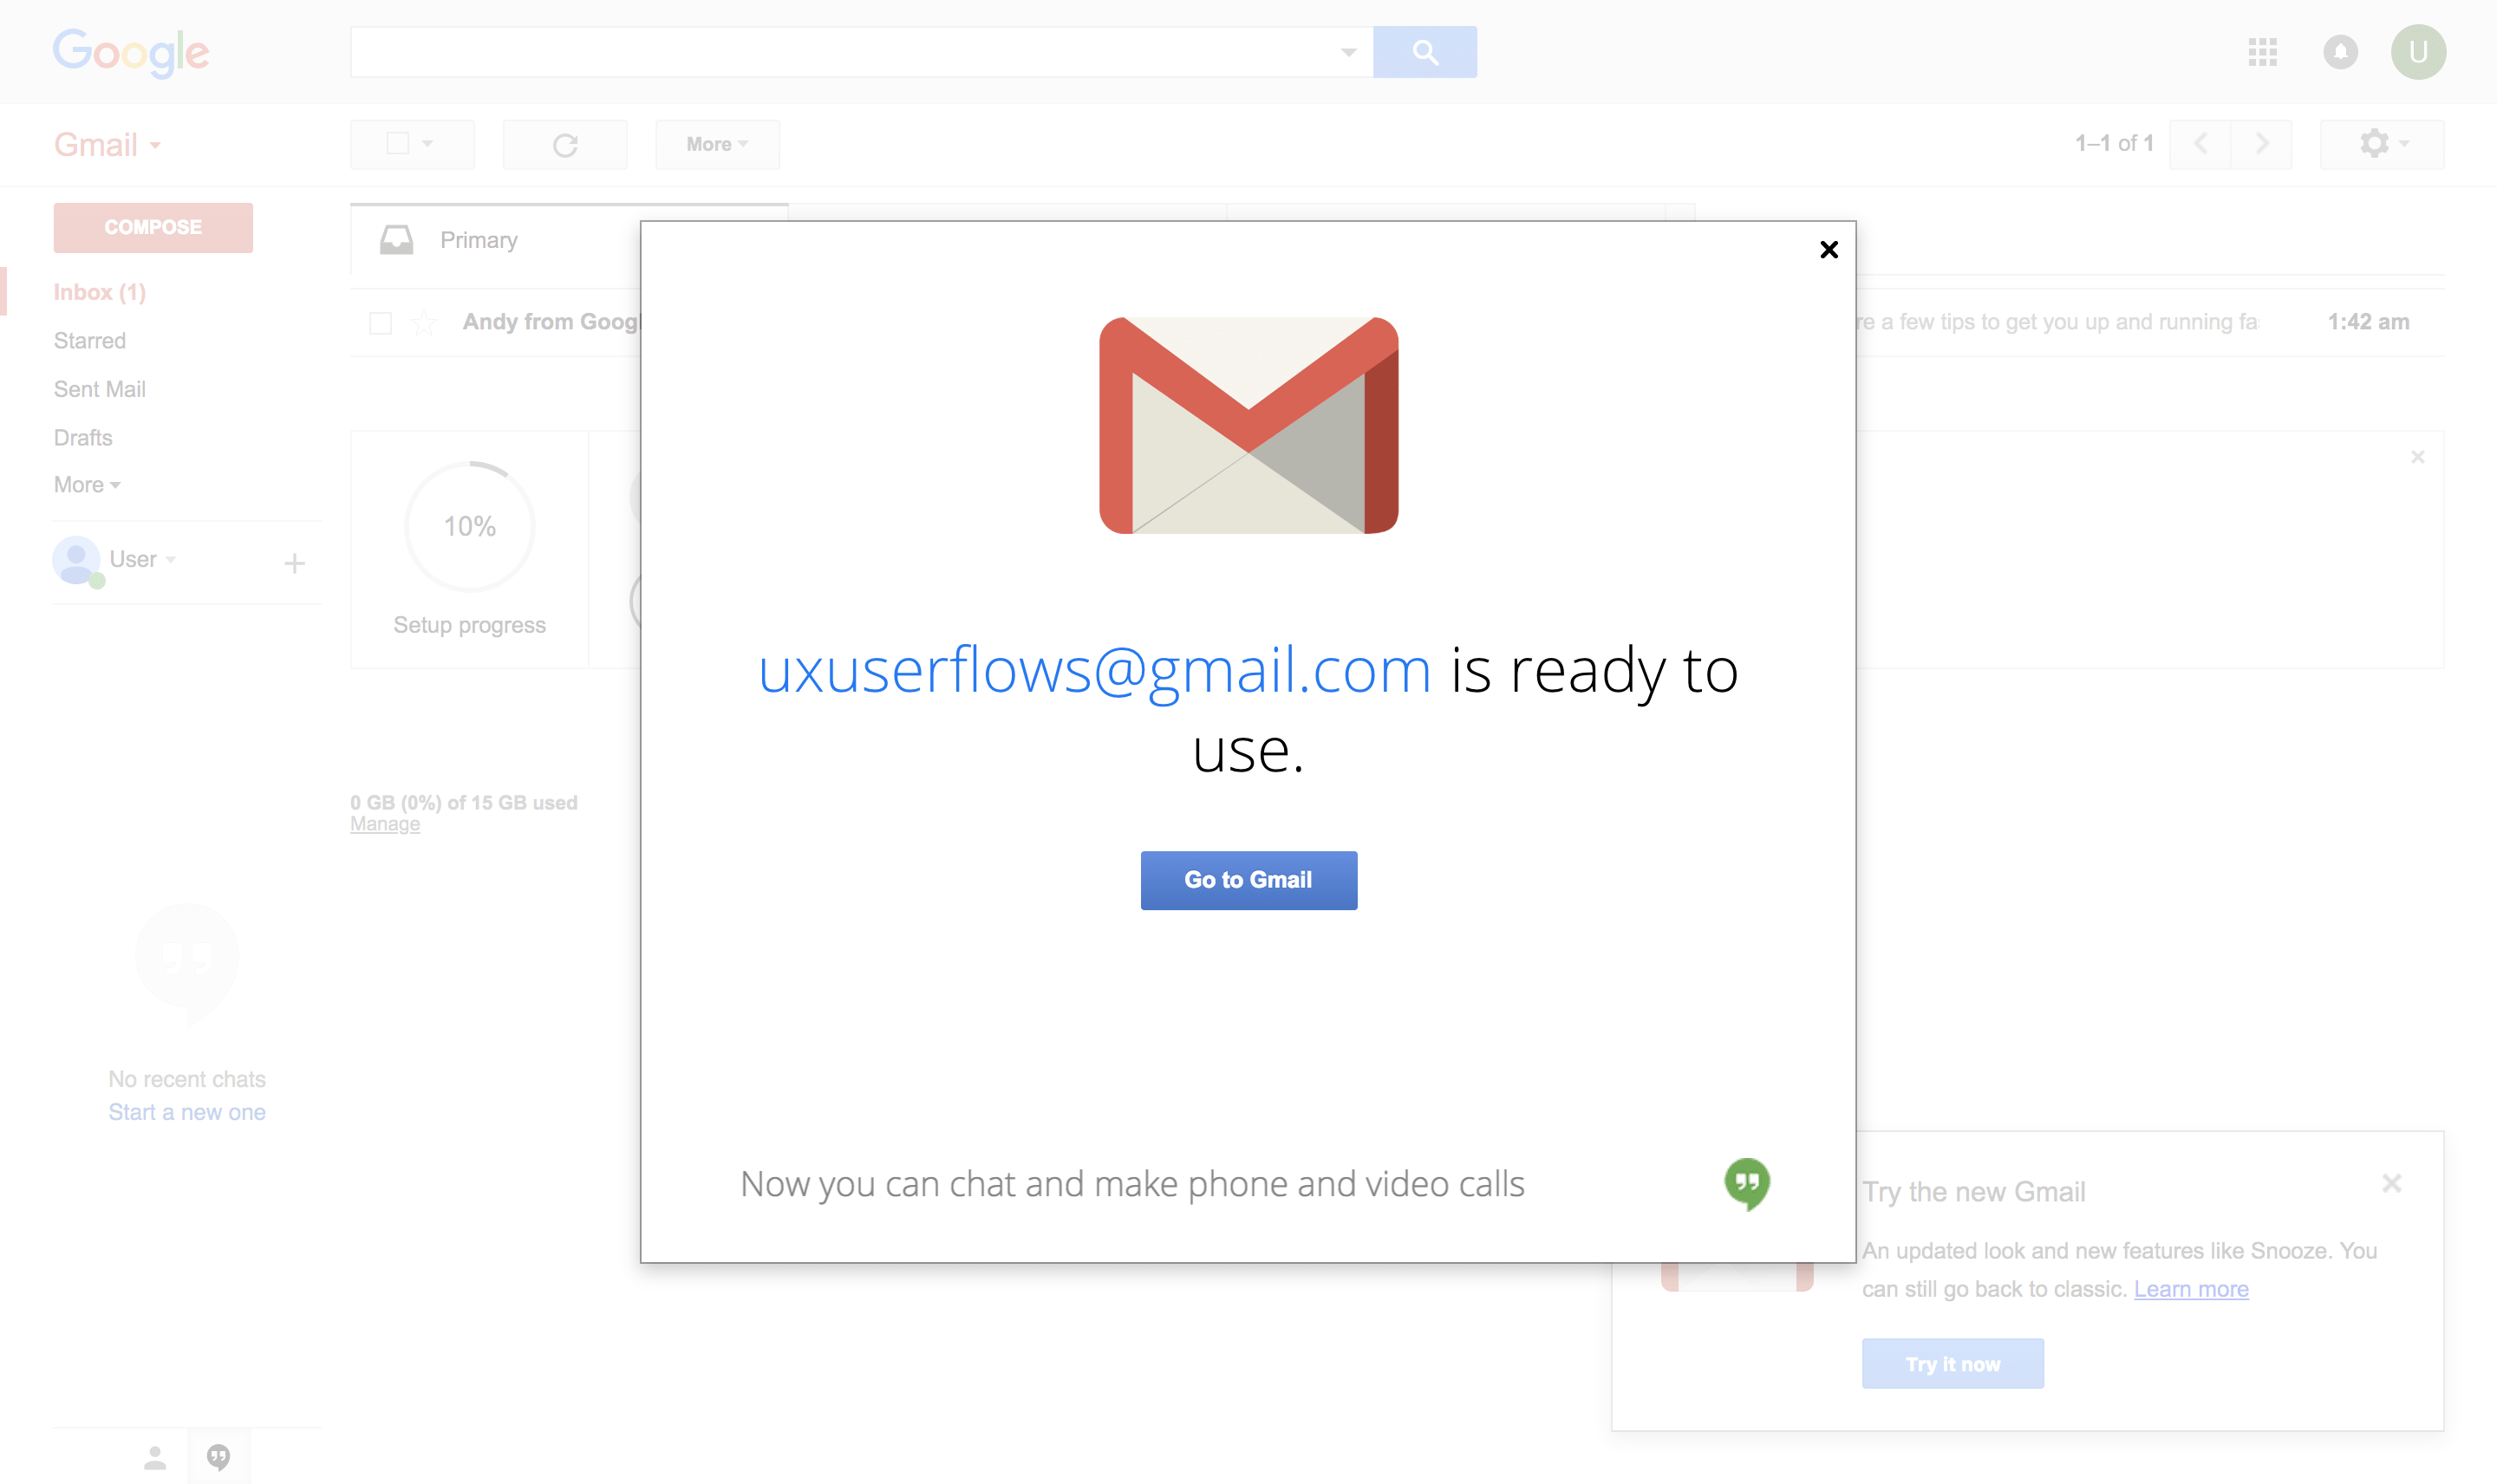 Google
U
Gmail
More
1–1 of 1
COMPOSE
Primary
Inbox (1)
Andy from Goog
re a few tips to get you up and running fa
1:42 am
Starred
Sent Mail
Drafts
More
10%
User
Setup progress
uxuserflows@gmail.com is ready to
use.
0 GB (0%) of 15 GB used
Manage
Go to Gmail
No recent chats
Start a new one
Now you can chat and make phone and video calls
Try the new Gmail
An updated look and new features like Snooze. You
can still go back to classic. Learn more
Try it now